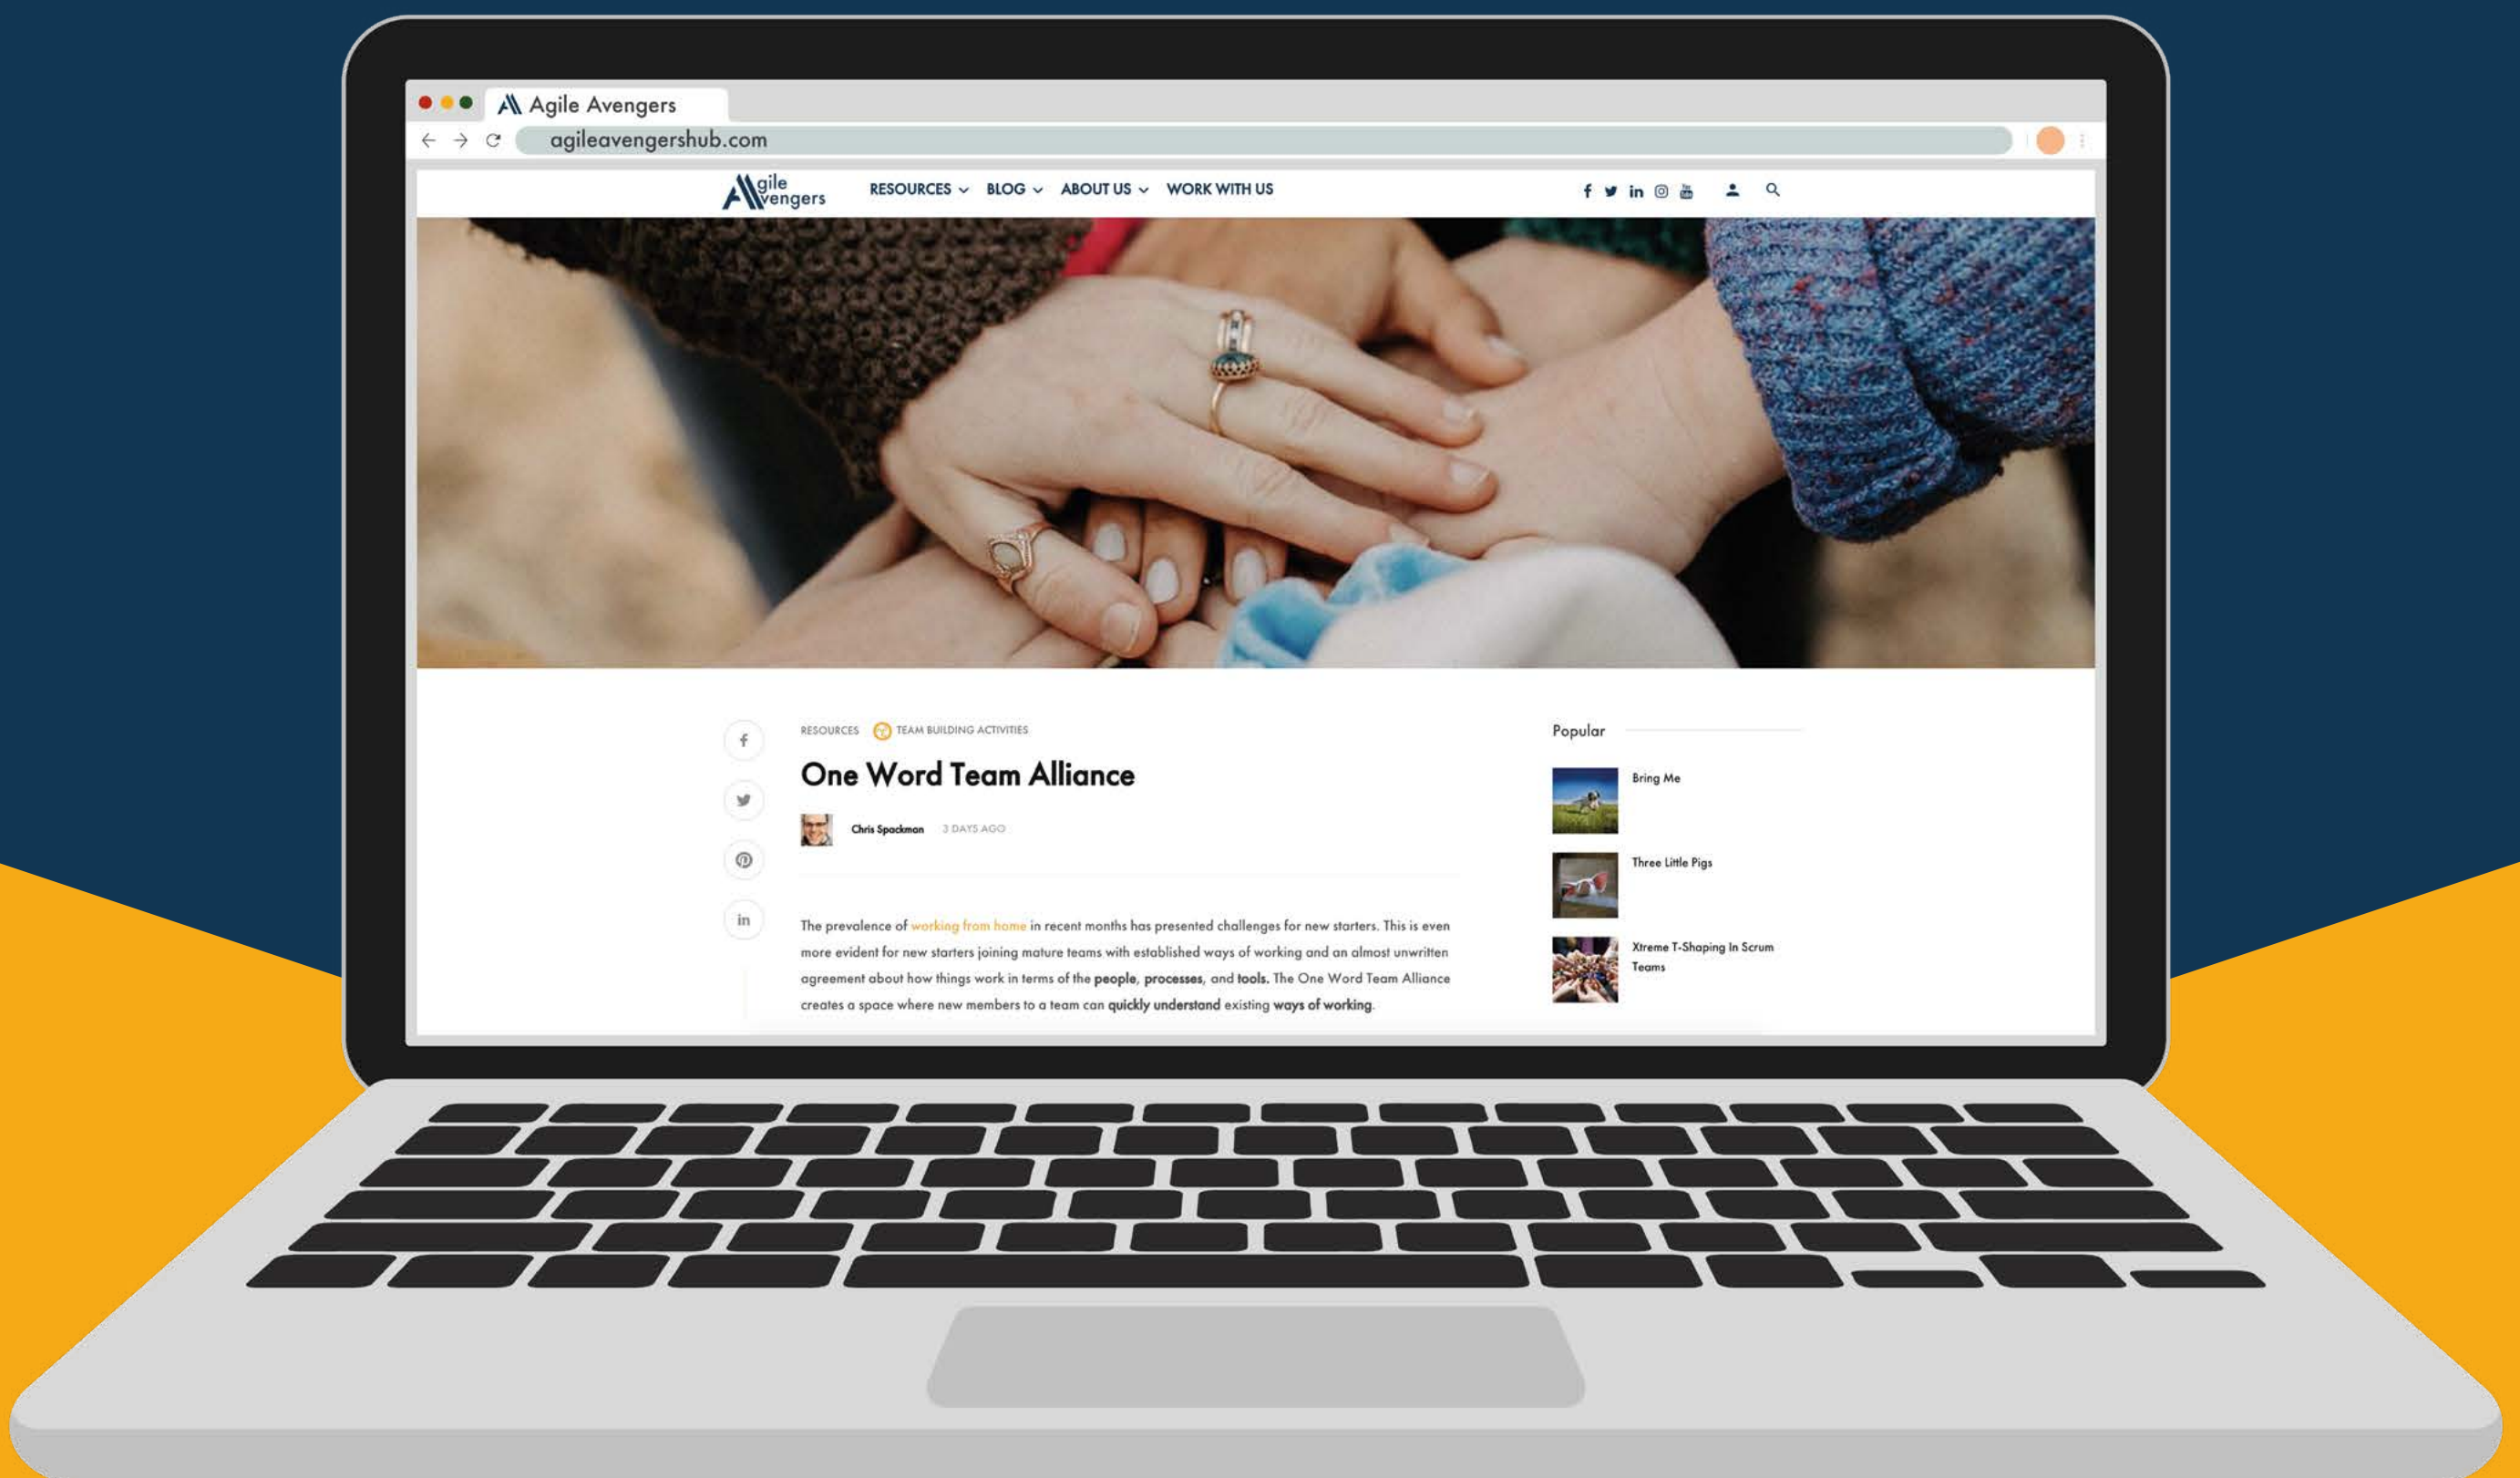 Agile Avengers
agileavengershub.com
Agile
Avengers
RESOURCES BLOG ABOUT US WORK WITH US
RESOURCES TEAM BUILDING ACTIVITIES
One Word Team Alliance
Chris Spackman 3 DAYS AGO
The prevalence of working from home in recent months has presented challenges for new starters. This is even
more evident for new starters joining mature teams with established ways of working and an almost unwritten
agreement about how things work in terms of the people, processes, and tools. The One Word Team Alliance
creates a space where new members to a team can quickly understand existing ways of working.
Popular
Bring Me
Three Little Pigs
Xtreme T-Shaping In Scrum
Teams